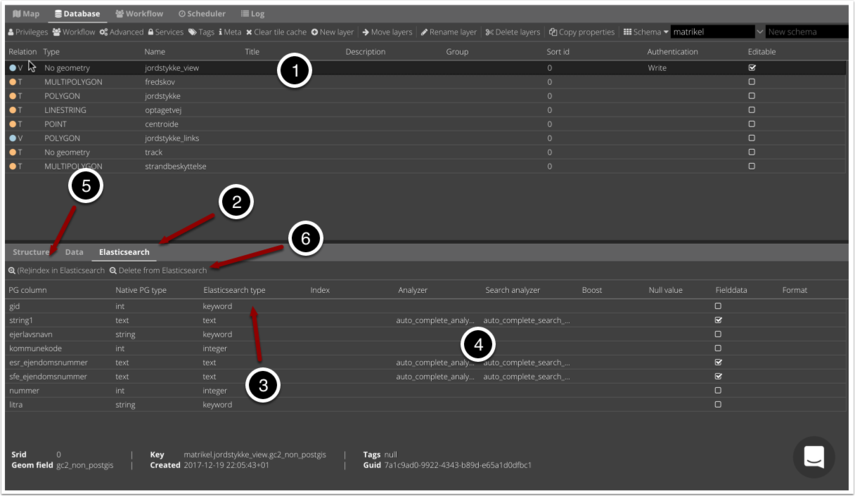 Map Database Workflow Scheduler Log
Privileges Workflow Advanced Services Tags Meta Clear tile cache New layer Move layers Rename layer Delete layers Copy properties Schema matrikel New schema
Relation Type Name Title Description Group Sort id Authentication Editable
V No geometry jordstykke_view 0 Write
1
T MULTIPOLYGON fredskov 0
T POLYGON jordstykke 0
T LINESTRING optagetvej 0
T POINT centroide 0
V POLYGON jordstykke_links 0
T No geometry track 0
T MULTIPOLYGON strandbeskyttelse 0
5
2
6
Structure Data Elasticsearch
(Re)index in Elasticsearch Delete from Elasticsearch
PG column Native PG type Elasticsearch type Index Analyzer Search analyzer Boost Null value Fielddata Format
gid int keyword
string1 text text auto_complete_analy... auto_complete_search_...
ejerlavsnavn string keyword
kommunekode int integer
4
esr_ejendomsnummer text text auto_complete_analy... auto_complete_search_...
sfe_ejendomsnummer text text auto_complete_analy... auto_complete_search_...
3
nummer int integer
litra string keyword
Srid 0 | Key matrikel.jordstykke_view.gc2_non_postgis | Tags null
Geom field gc2_non_postgis | Created 2017-12-19 22:05:43+01 | Guid 7a1c9ad0-9922-4343-b89d-e65a1d0dfbc1